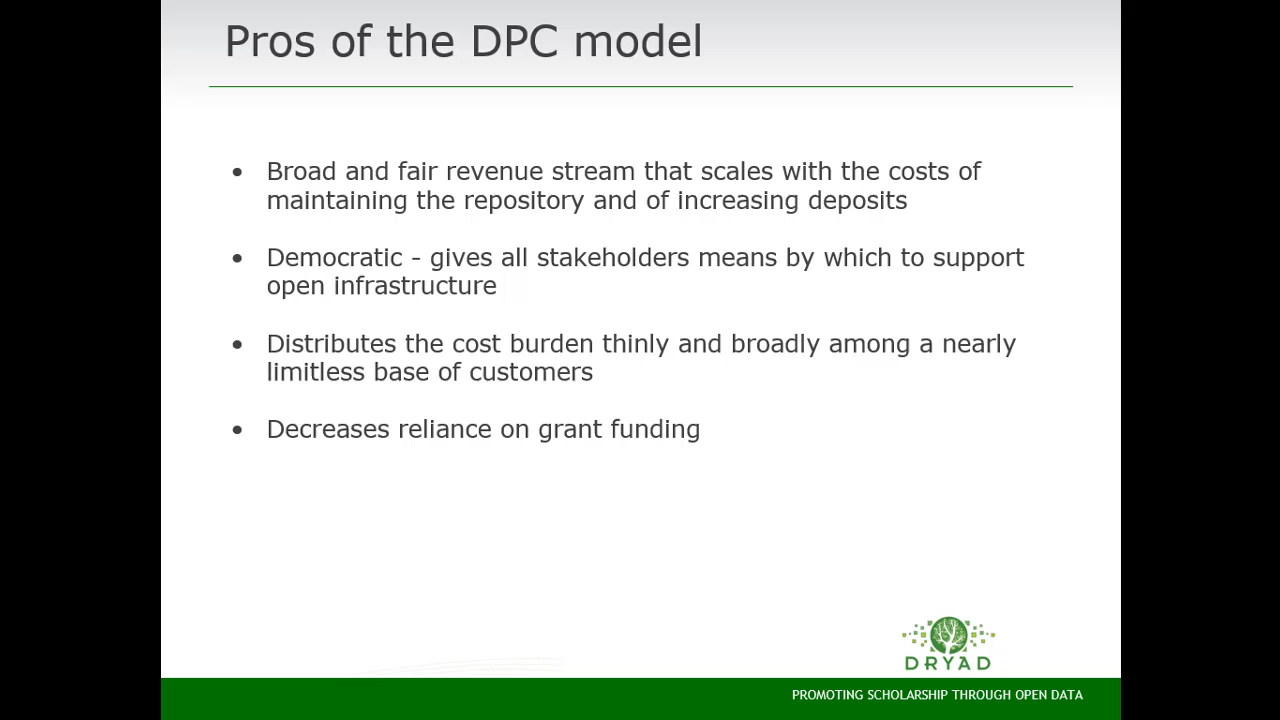 Pros of the DPC model
• Broad and fair revenue stream that scales with the costs of
maintaining the repository and of increasing deposits
• Democratic - gives all stakeholders means by which to support
open infrastructure
• Distributes the cost burden thinly and broadly among a nearly
limitless base of customers
• Decreases reliance on grant funding
DRYAD
PROMOTING SCHOLARSHIP THROUGH OPEN DATA